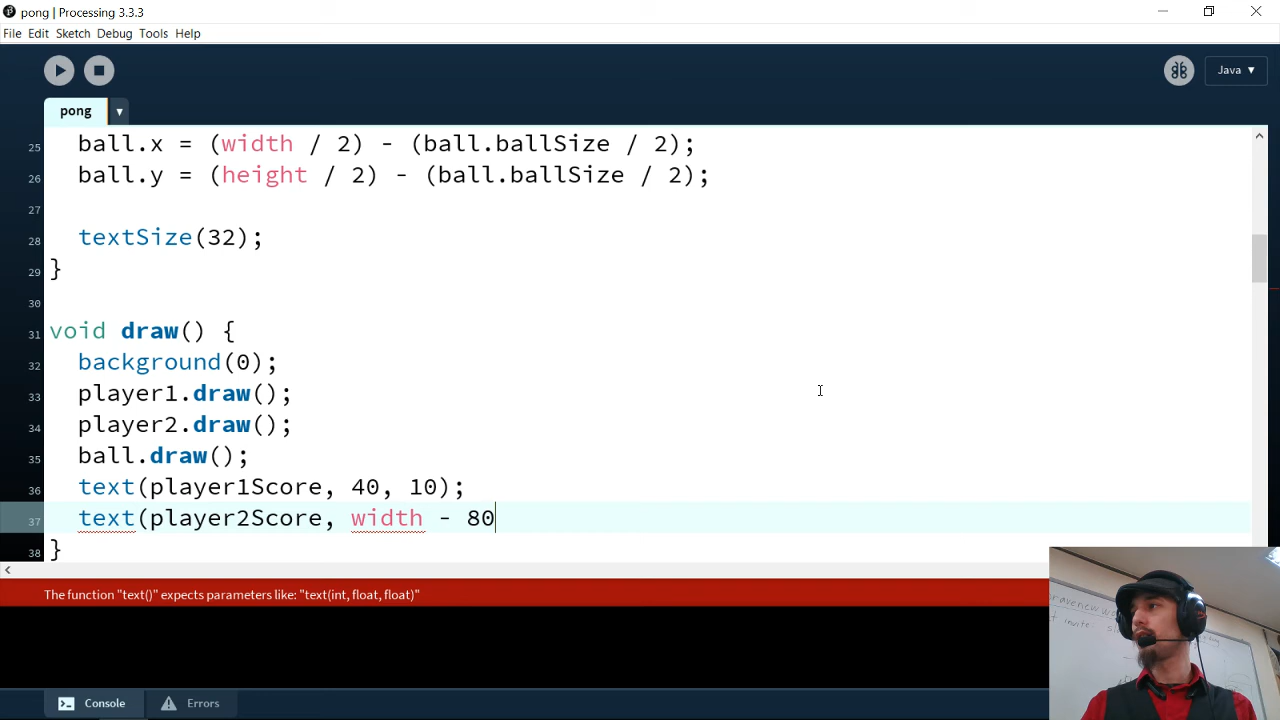 pong | Processing 3.3.3
File Edit Sketch Debug Tools Help
Java ▼
pong ▼
25 ball.x = (width / 2) - (ball.ballSize / 2);
26 ball.y = (height / 2) - (ball.ballSize / 2);
27
28 textSize(32);
29 }
30
31 void draw() {
32 background(0);
33 player1.draw();
34 player2.draw();
35 ball.draw();
36 text(player1Score, 40, 10);
37 text(player2Score, width - 80
38 }
The function "text()" expects parameters like: "text(int, float, float)"
Console Errors